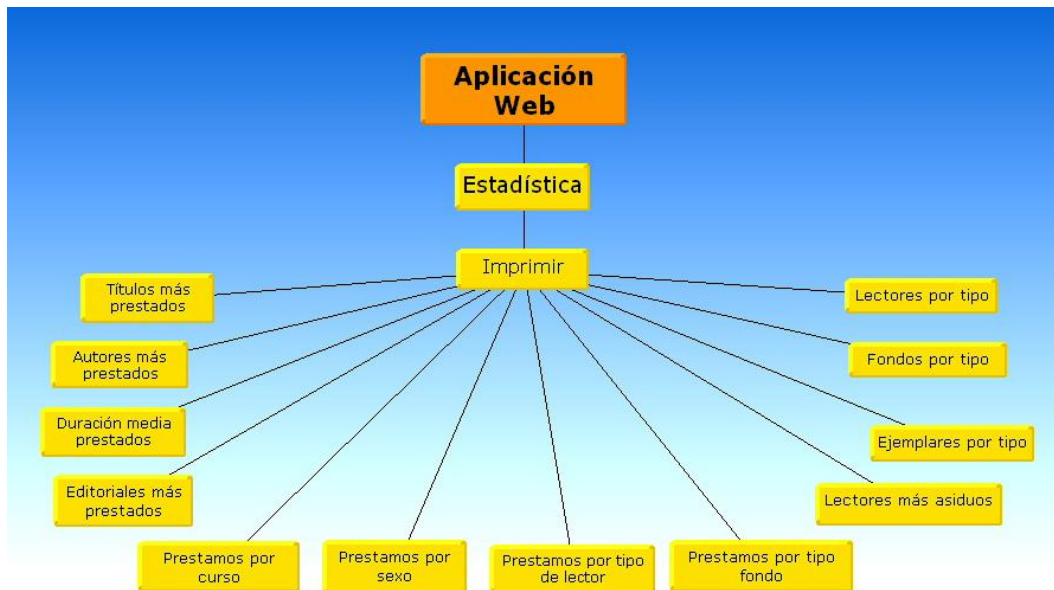 Aplicación
Web
Estadística
Imprimir
Títulos más
prestados
Autores más
prestados
Duración media
prestados
Editoriales más
prestados
Prestamos por
curso
Prestamos por
sexo
Prestamos por tipo
de lector
Prestamos por tipo
fondo
Lectores más asiduos
Ejemplares por tipo
Fondos por tipo
Lectores por tipo